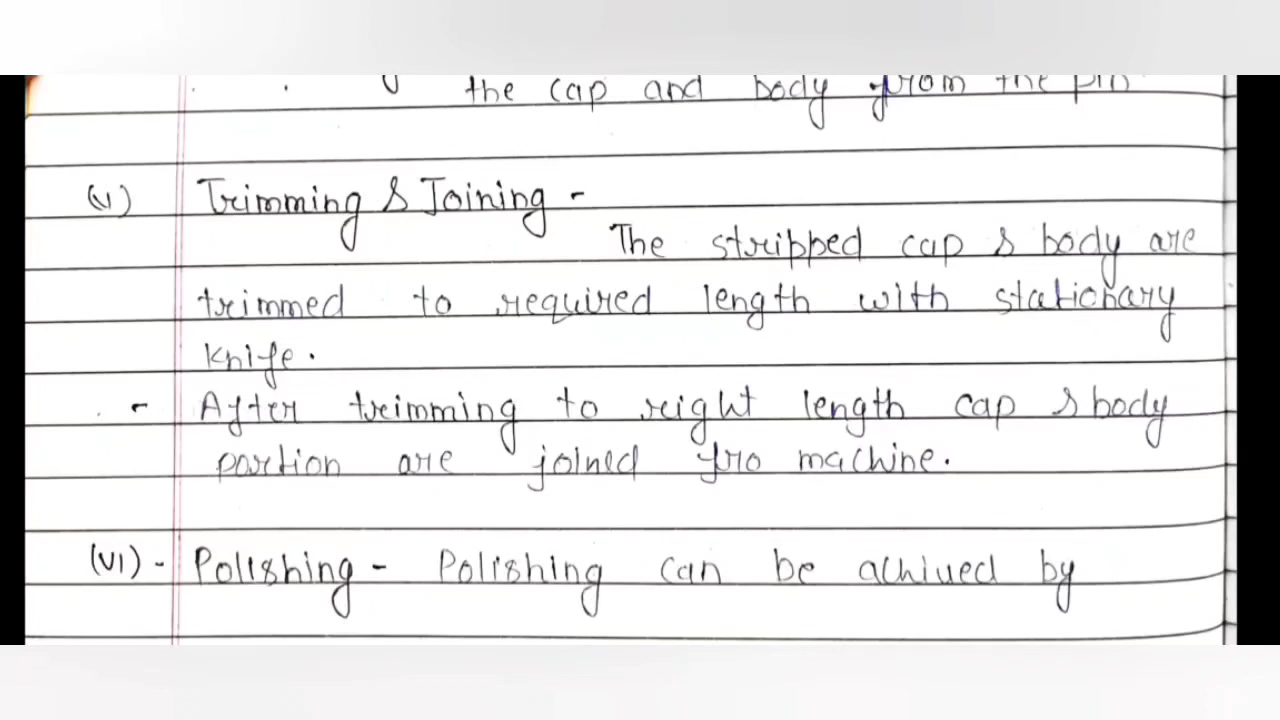 the cap and body from the pin
(v) Trimming & Joining -
The stripped cap & body are
trimmed to required length with stationary
knife.
- After trimming to right length cap & body
portion are joined fro machine.
(VI) - Polishing - Polishing can be achived by